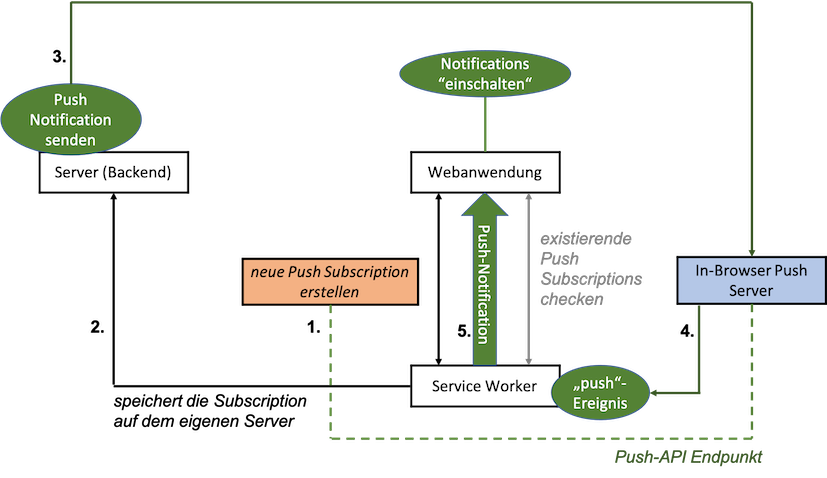 3.
Push
Notification
senden
Server (Backend)
Notifications
“einschalten“
Webanwendung
existierende
Push
Subscriptions
checken
Push-Notification
neue Push Subscription
erstellen
In-Browser Push
Server
2.
1.
5.
4.
Service Worker
„push“-
Ereignis
speichert die Subscription
auf dem eigenen Server
Push-API Endpunkt